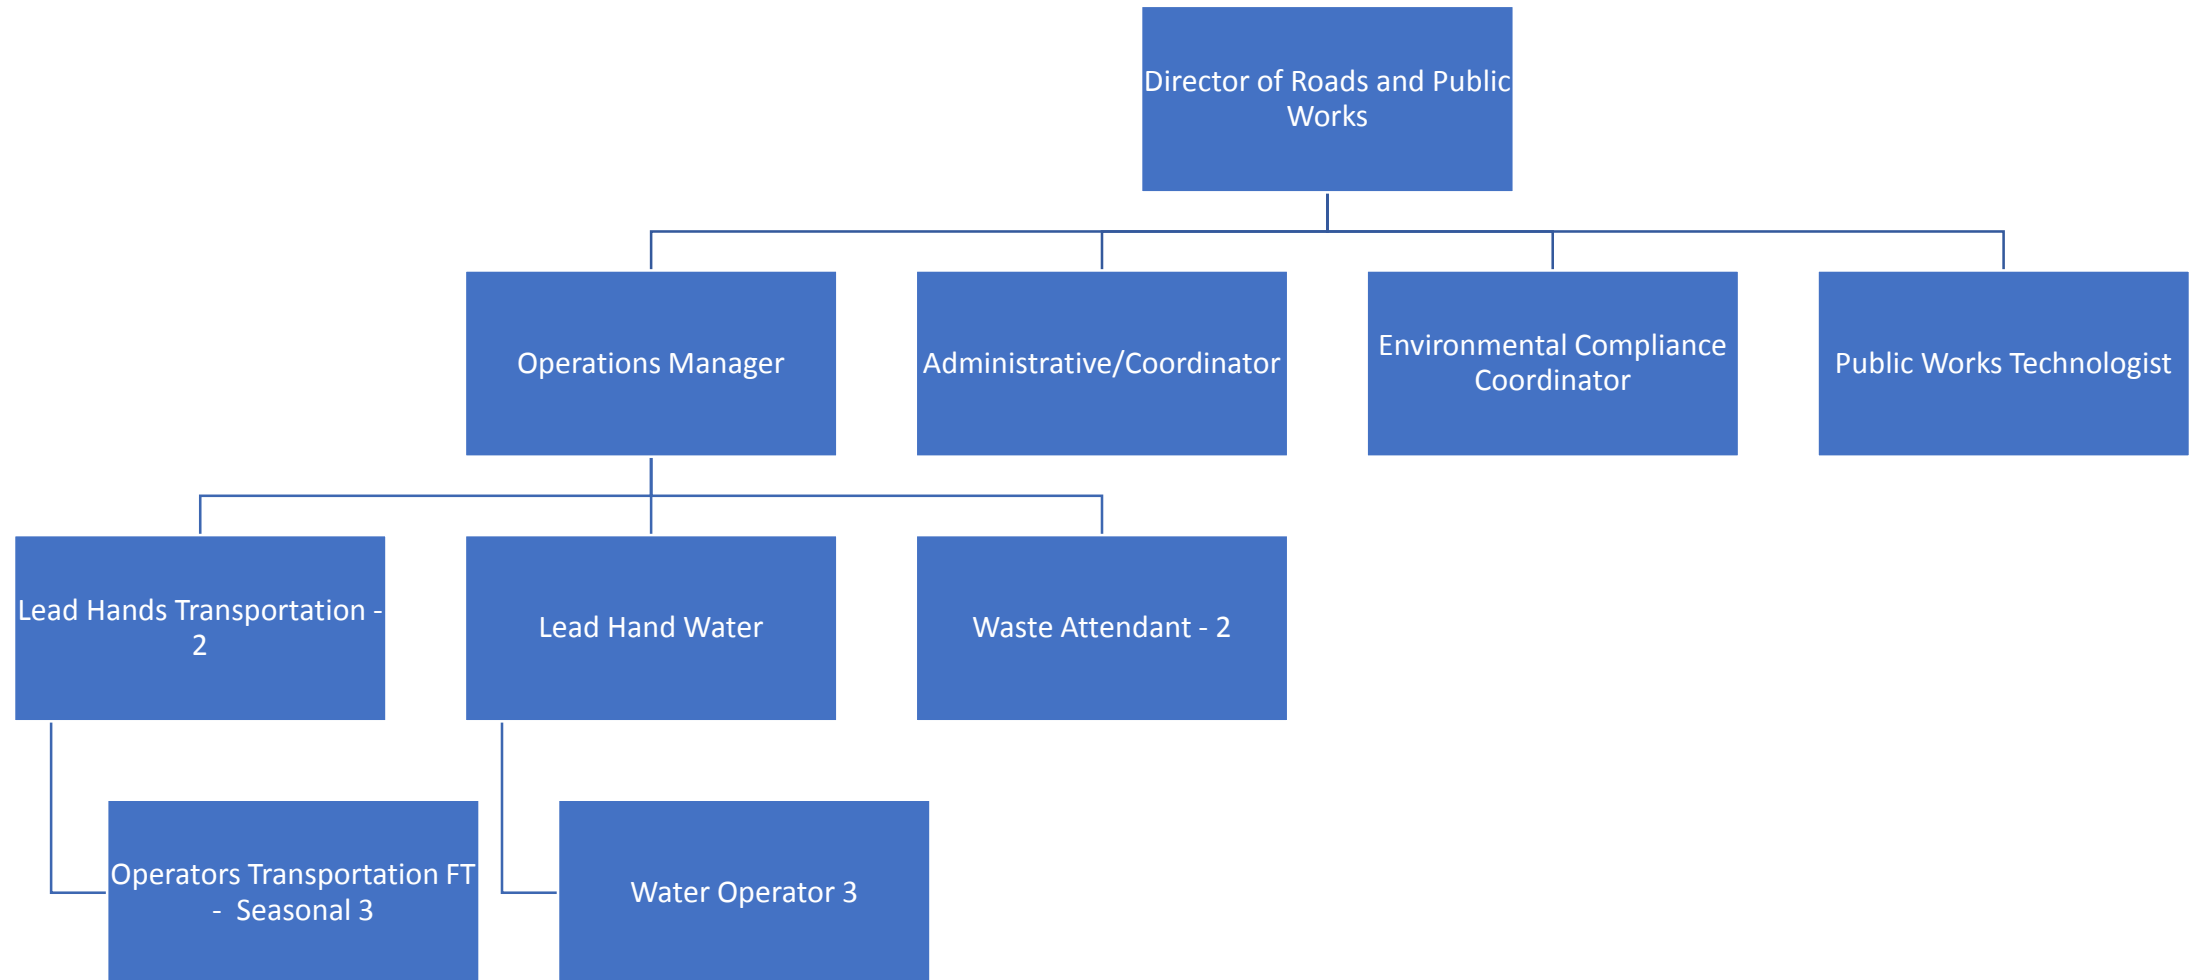 Director of Roads and Public
Works
Operations Manager
Administrative/Coordinator
Environmental Compliance
Coordinator
Public Works Technologist
Lead Hands Transportation -
2
Lead Hand Water
Waste Attendant - 2
Operators Transportation FT
- Seasonal 3
Water Operator 3